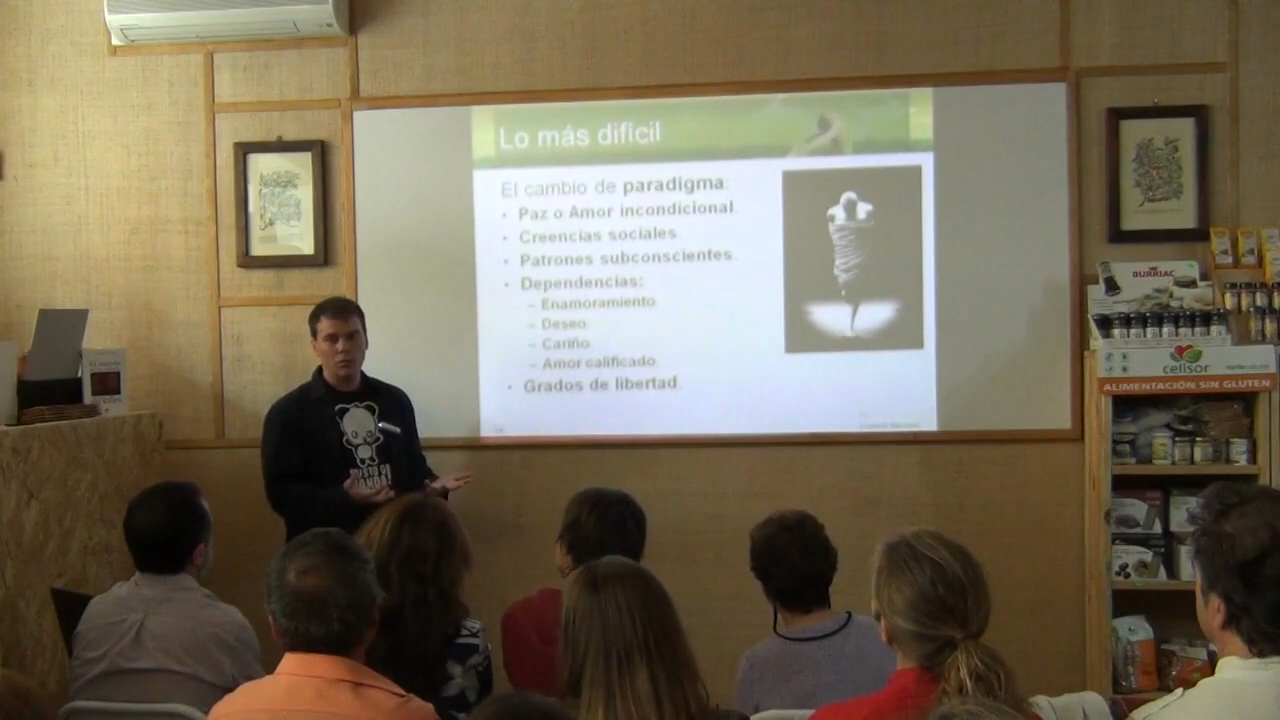 Lo más difícil
El cambio de paradigma:
• Paz o Amor incondicional.
• Creencias sociales.
• Patrones subconscientes.
• Dependencias:
– Enamoramiento
– Deseo
– Cariño
– Amor calificado.
• Grados de libertad.
BURRIAC
celisor
ALIMENTACIÓN SIN GLUTEN